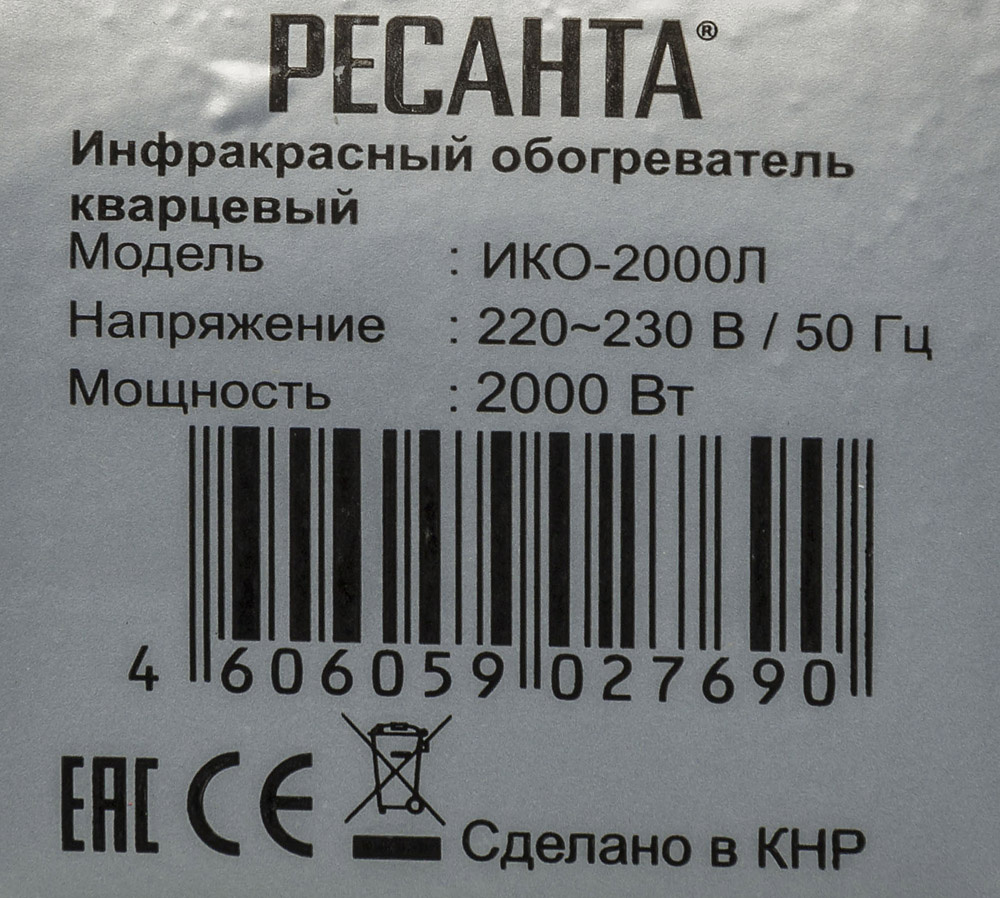 РЕСАНТА®
Инфракрасный обогреватель
кварцевый
Модель : ИКО-2000Л
Напряжение : 220~230 В / 50 Гц
Мощность : 2000 Вт
4 606059 027690
EAC CE Сделано в КНР